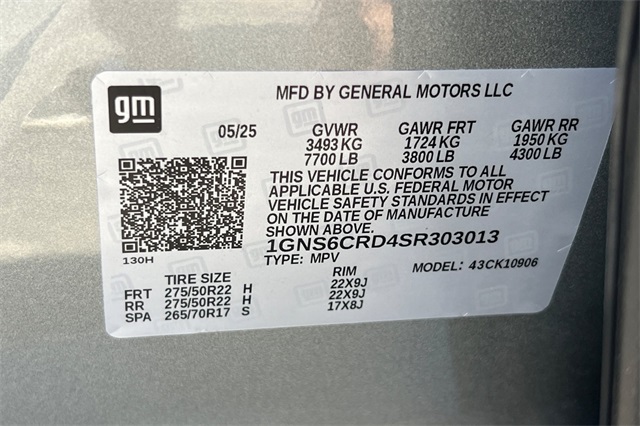 gm
MFD BY GENERAL MOTORS LLC
05/25 GVWR GAWR FRT GAWR RR
3493 KG 1724 KG 1950 KG
7700 LB 3800 LB 4300 LB
THIS VEHICLE CONFORMS TO ALL
APPLICABLE U.S. FEDERAL MOTOR
VEHICLE SAFETY STANDARDS IN EFFECT
ON THE DATE OF MANUFACTURE
SHOWN ABOVE.
1GNS6CRD4SR303013
130H
TYPE: MPV MODEL: 43CK10906
TIRE SIZE RIM
FRT 275/50R22 H 22X9J
RR 275/50R22 H 22X9J
SPA 265/70R17 S 17X8J